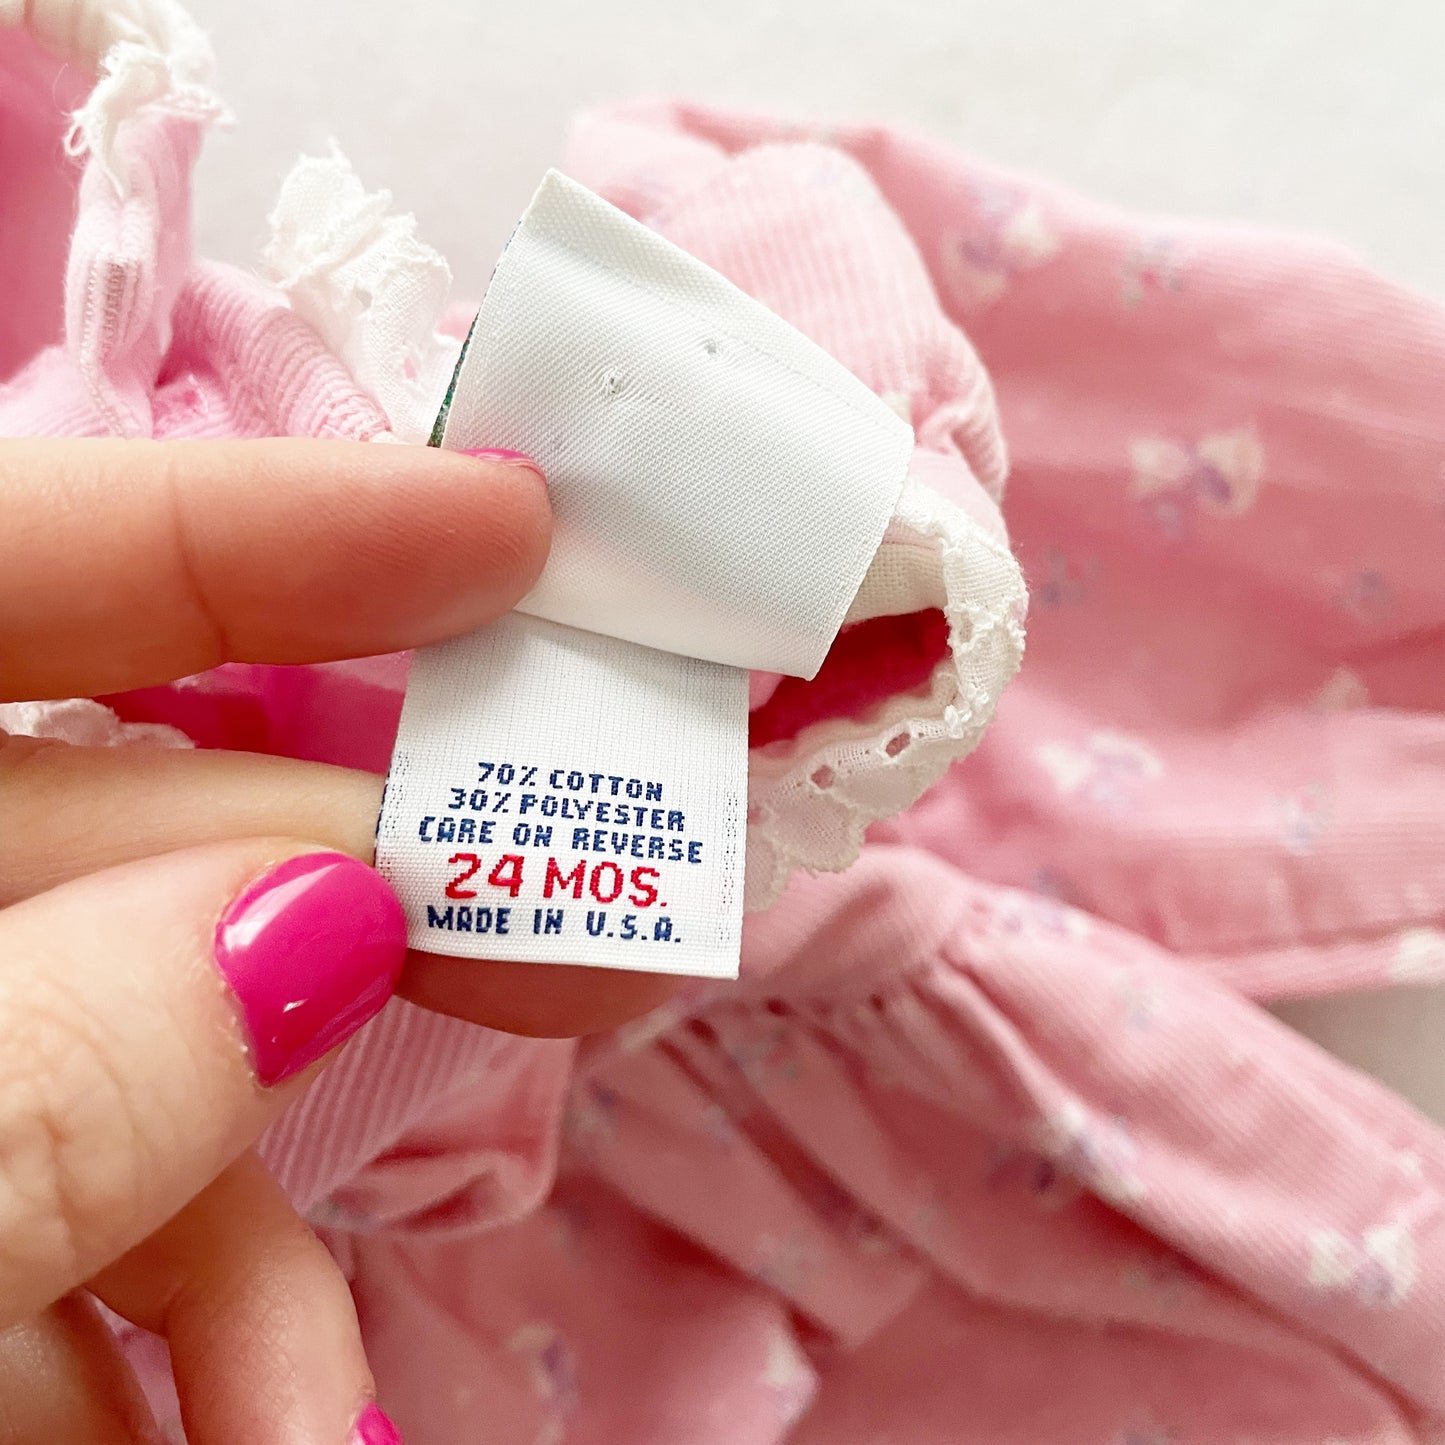 70% COTTON
30% POLYESTER
CARE ON REVERSE
24 MOS.
MADE IN U.S.A.